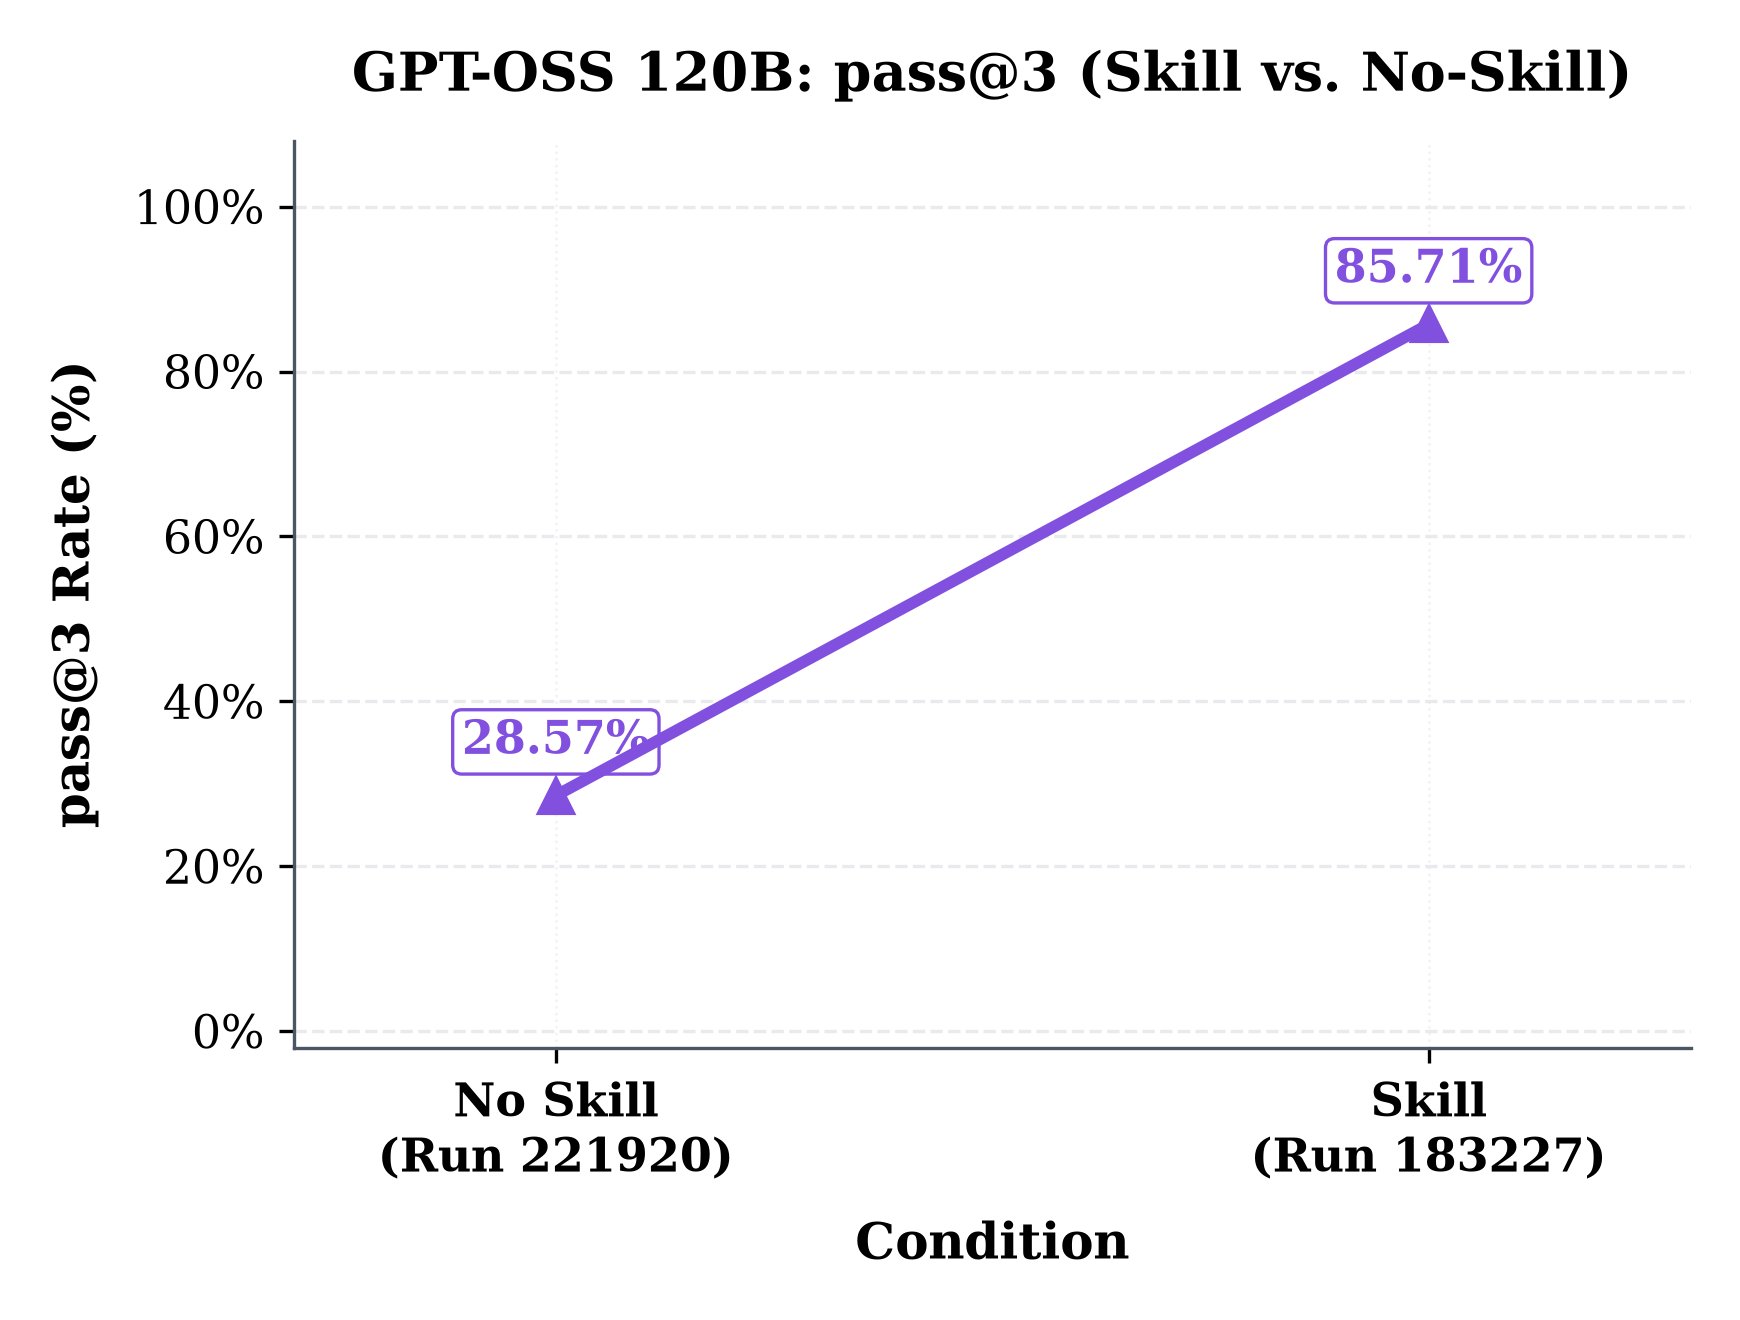 GPT-OSS 120B: pass@3 (Skill vs. No-Skill)
pass@3 Rate (%)
100%
80%
60%
40%
20%
0%
85.71%
28.57%
No Skill
(Run 221920)
Skill
(Run 183227)
Condition